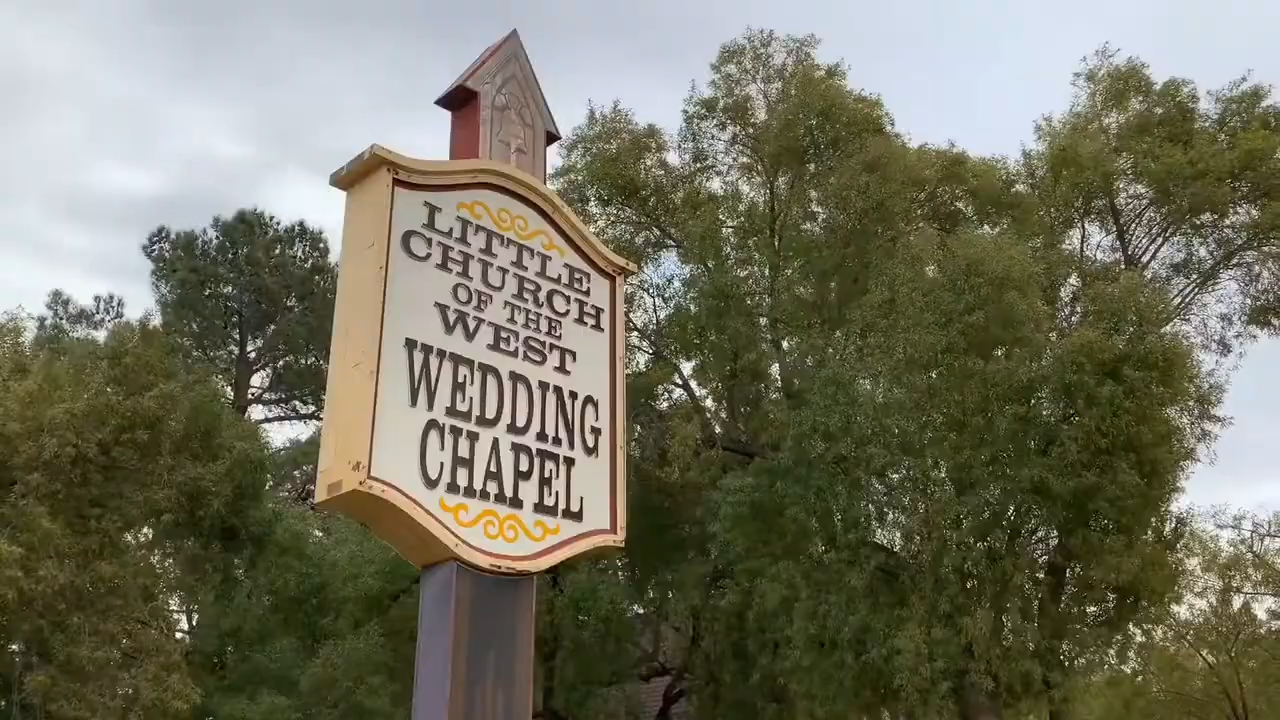 LITTLE
CHURCH
OF THE
WEST
WEDDING
CHAPEL